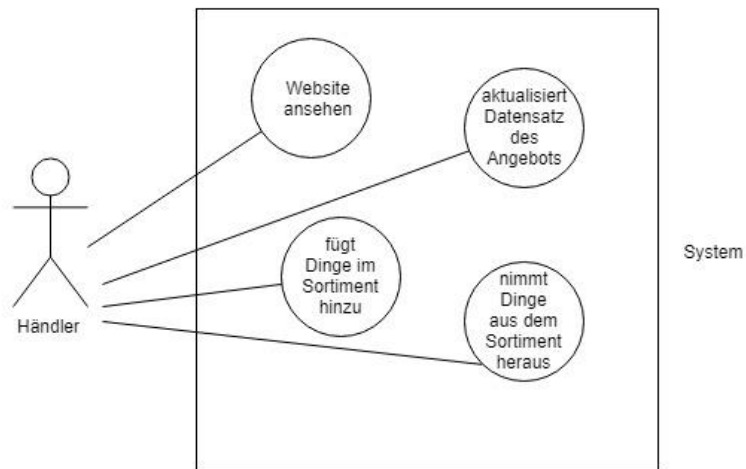 Website
ansehen
aktualisiert
Datensatz
des
Angebots
fügt
Dinge im
Sortiment
hinzu
System
nimmt
Dinge
aus dem
Sortiment
heraus
Händler